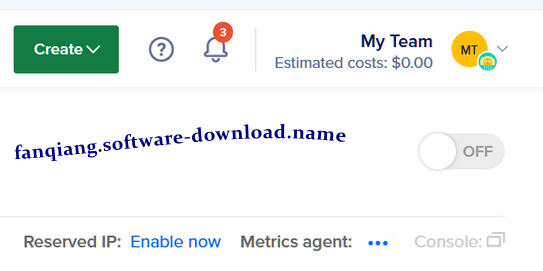 Create
3
My Team
Estimated costs: $0.00
MT
fanqiang.software-download.name
OFF
Reserved IP: Enable now Metrics agent: ••• Console: